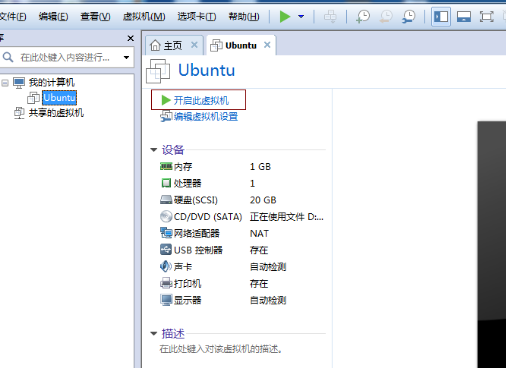 文件(F) 编辑(E) 查看(V) 虚拟机(M) 选项卡(T) 帮助(H)
在此处键入内容进行...
我的计算机
Ubuntu
共享的虚拟机
主页 Ubuntu
Ubuntu
开启此虚拟机
编辑虚拟机设置
设备
内存 1 GB
处理器 1
硬盘(SCSI) 20 GB
CD/DVD (SATA) 正在使用文件 D:...
网络适配器 NAT
USB 控制器 存在
声卡 自动检测
打印机 存在
显示器 自动检测
描述
在此处键入对该虚拟机的描述。